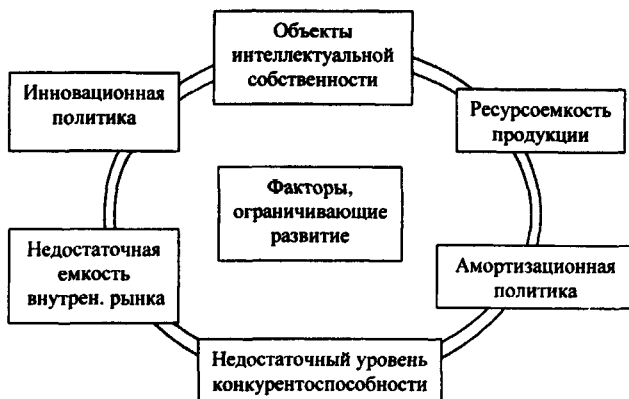 Объекты
интеллектуальной
собственности
Инновационная
политика
Ресурсоемкость
продукции
Факторы,
ограничивающие
развитие
Недостаточная
емкость
внутрен. рынка
Амортизационная
политика
Недостаточный уровень
конкурентоспособности